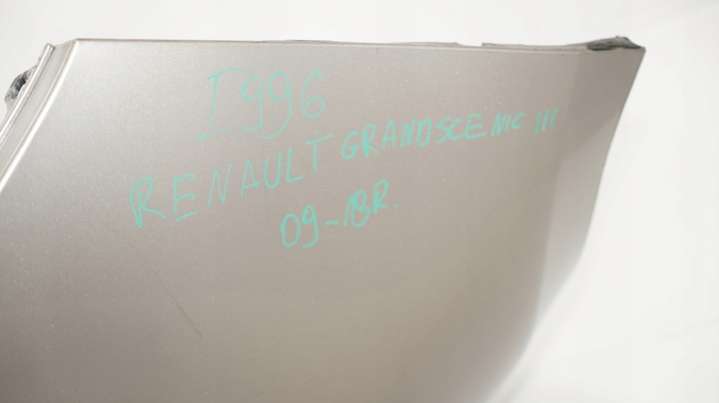 I996
RENAULT GRANDSCENIC III
09-18R.